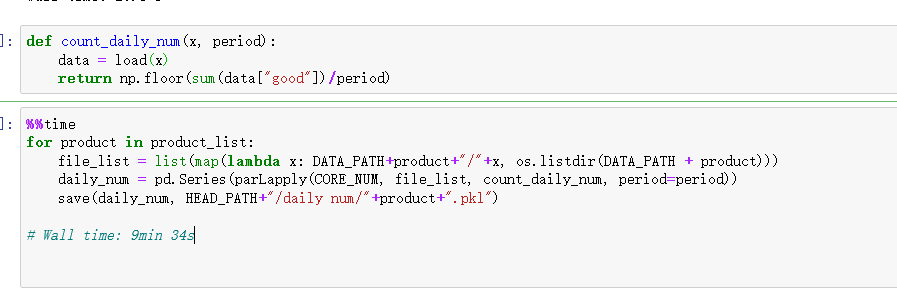 ]: def count_daily_num(x, period):
    data = load(x)
    return np.floor(sum(data["good"])/period)
]: %%time
for product in product_list:
    file_list = list(map(lambda x: DATA_PATH+product+"/"+x, os.listdir(DATA_PATH + product)))
    daily_num = pd.Series(parLapply(CORE_NUM, file_list, count_daily_num, period=period))
    save(daily_num, HEAD_PATH+"/daily num/"+product+".pkl")
# Wall time: 9min 34s